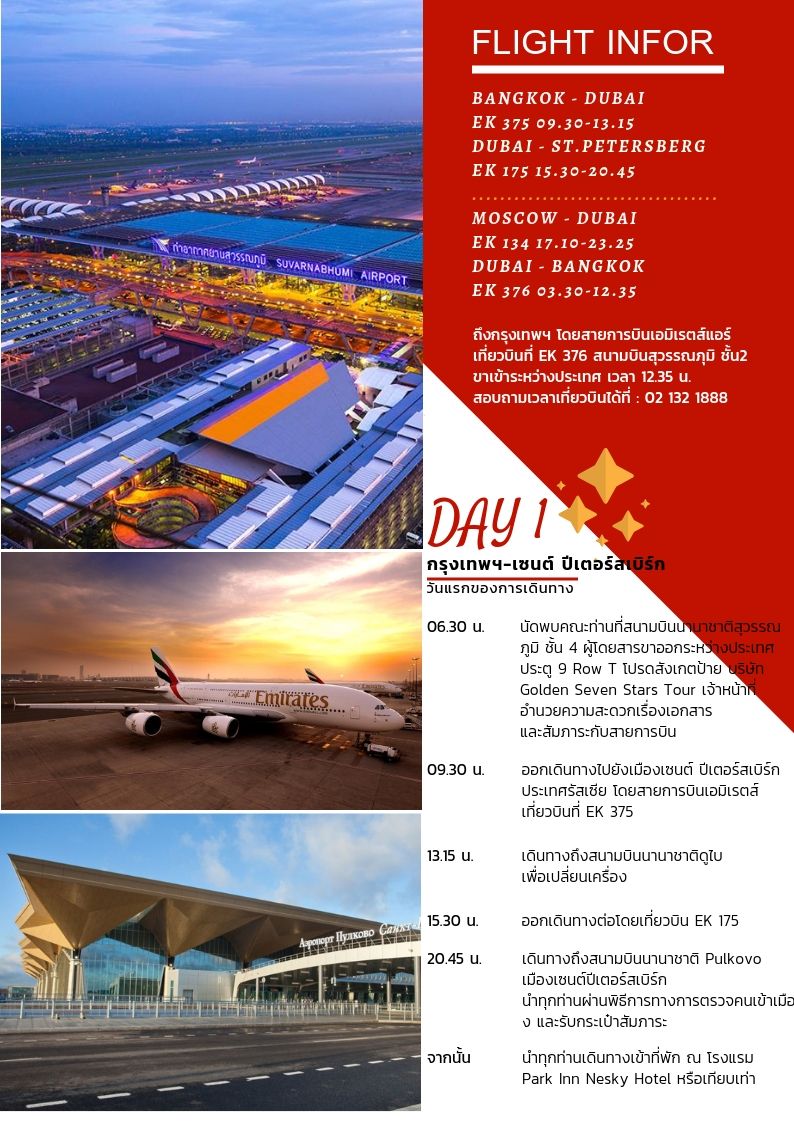 FLIGHT INFOR
BANGKOK - DUBAI
EK 375 09.30-13.15
DUBAI - ST.PETERSBERG
EK 175 15.30-20.45
MOSCOW - DUBAI
EK 134 17.10-23.25
DUBAI - BANGKOK
EK 376 03.30-12.35
ถึงกรุงเทพฯ โดยสายการบินเอมิเรตส์แอร์
เที่ยวบินที่ EK 376 สนามบินสุวรรณภูมิ ชั้น2
ขาเข้าระหว่างประเทศ เวลา 12.35 น.
สอบถามเวลาเที่ยวบินได้ที่ : 02 132 1888
ท่าอากาศยานสุวรรณภูมิ SUVARNABHUMI AIRPORT
DAY 1
กรุงเทพฯ-เซนต์ ปีเตอร์สเบิร์ก
วันแรกของการเดินทาง
06.30 น. นัดพบคณะท่านที่สนามบินนานาชาติสุวรรณ
ภูมิ ชั้น 4 ผู้โดยสารขาออกระหว่างประเทศ
ประตู 9 Row T โปรดสังเกตป้าย บริษัท
Golden Seven Stars Tour เจ้าหน้าที่
อำนวยความสะดวกเรื่องเอกสาร
และสัมภาระกับสายการบิน
Emirates
09.30 น. ออกเดินทางไปยังเมืองเซนต์ ปีเตอร์สเบิร์ก
ประเทศรัสเซีย โดยสายการบินเอมิเรตส์
เที่ยวบินที่ EK 375
13.15 น. เดินทางถึงสนามบินนานาชาติดูไบ
เพื่อเปลี่ยนเครื่อง
15.30 น. ออกเดินทางต่อโดยเที่ยวบิน EK 175
Аэропорт Пулково
20.45 น. เดินทางถึงสนามบินนานาชาติ Pulkovo
เมืองเซนต์ปีเตอร์สเบิร์ก
นำทุกท่านผ่านพิธีการทางการตรวจคนเข้าเมือ
ง และรับกระเป๋าสัมภาระ
จากนั้น นำทุกท่านเดินทางเข้าที่พัก ณ โรงแรม
Park Inn Nesky Hotel หรือเทียบเท่า